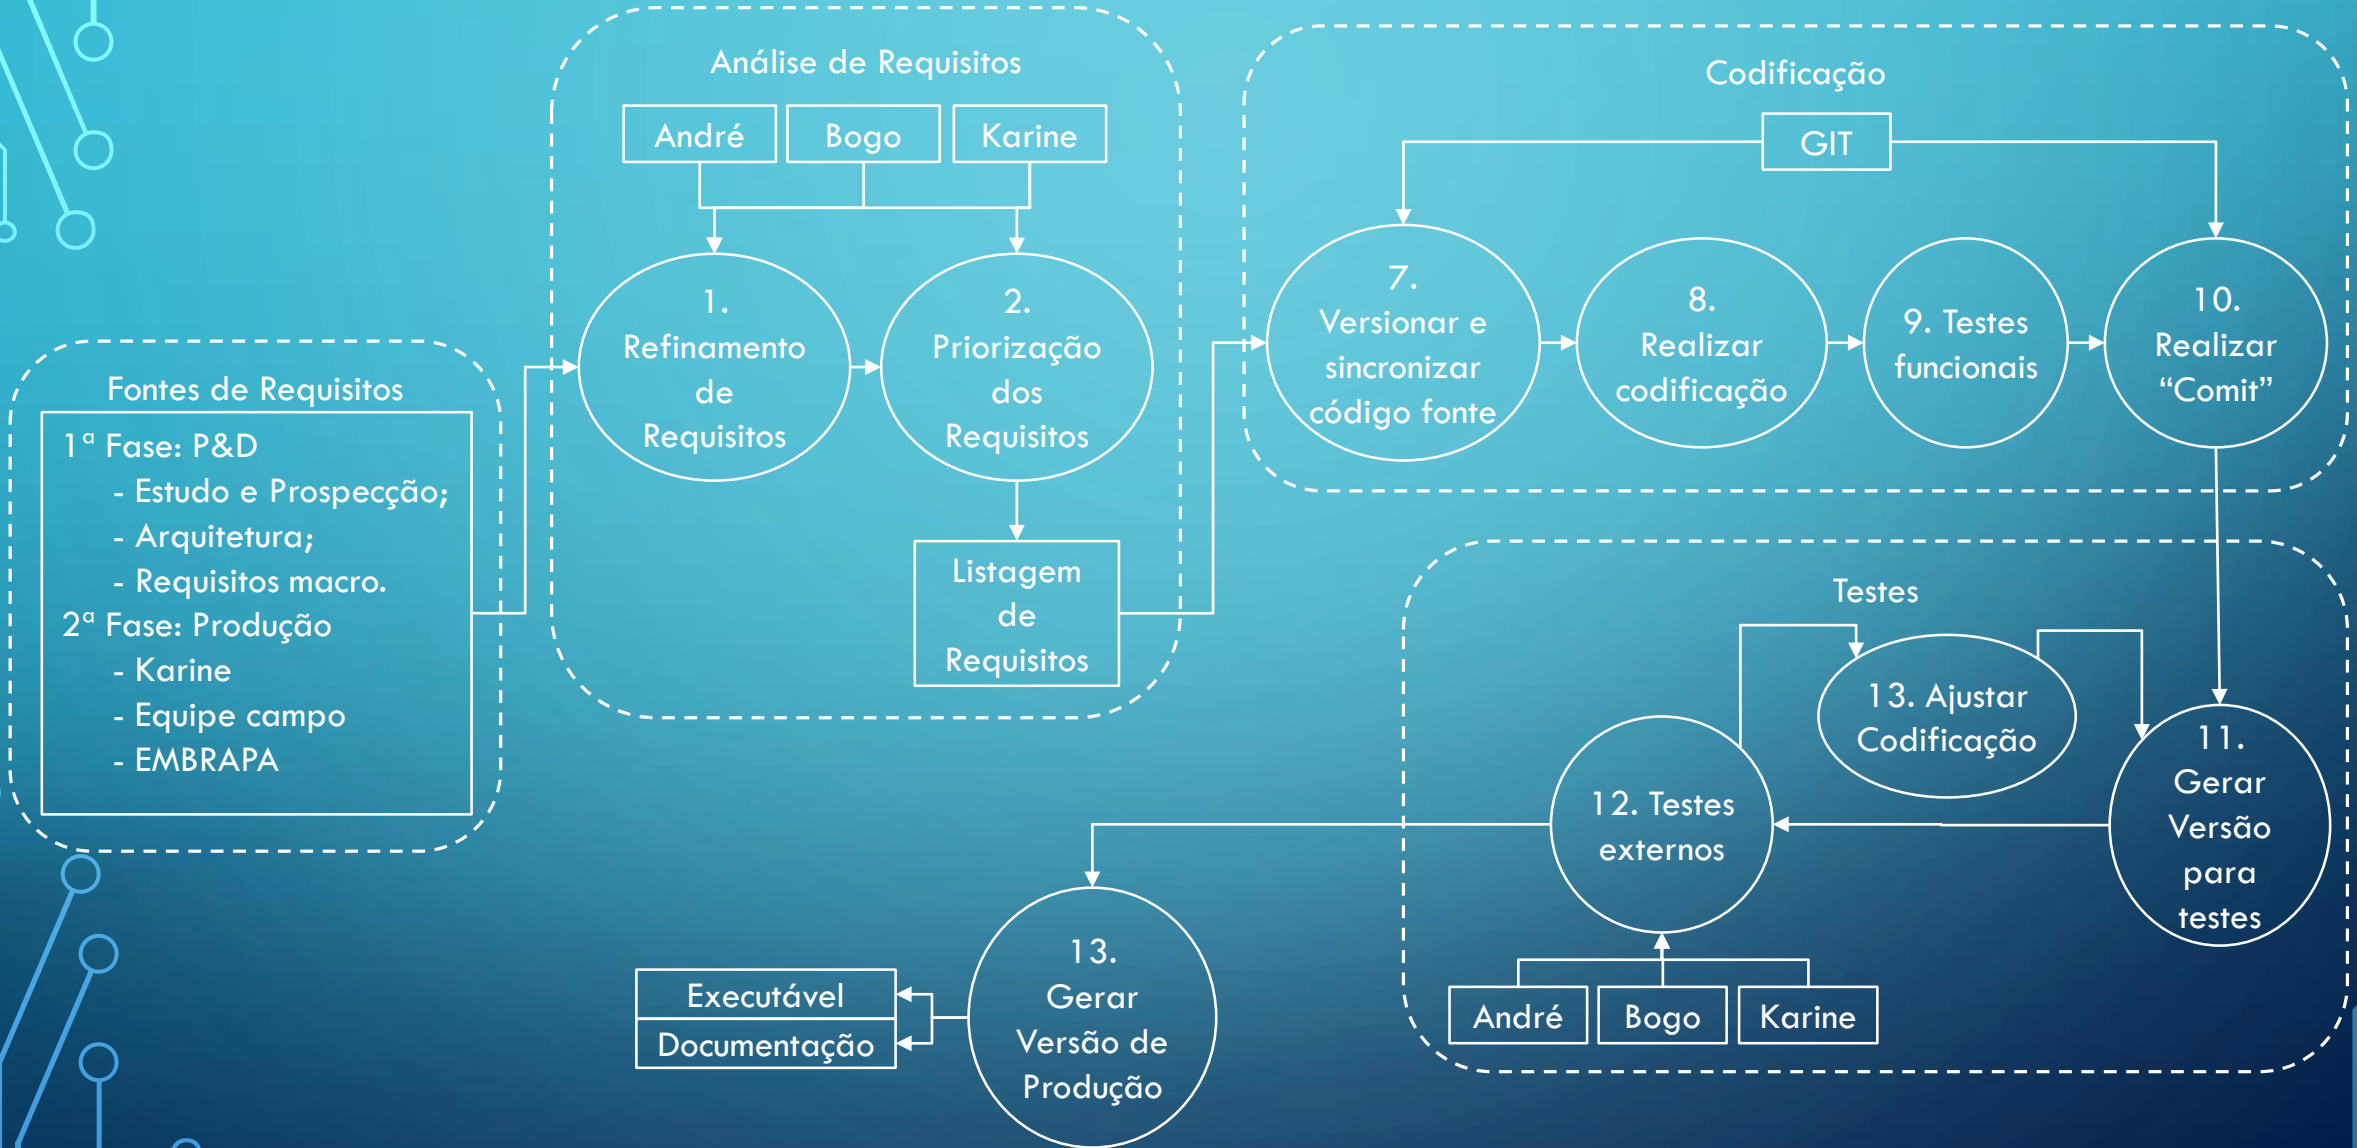 Fontes de Requisitos
1ª Fase: P&D
- Estudo e Prospecção;
- Arquitetura;
- Requisitos macro.
2ª Fase: Produção
- Karine
- Equipe campo
- EMBRAPA
Análise de Requisitos
André
Bogo
Karine
1.
Refinamento
de
Requisitos
2.
Priorização
dos
Requisitos
Listagem
de
Requisitos
Codificação
GIT
7.
Versionar e
sincronizar
código fonte
8.
Realizar
codificação
9. Testes
funcionais
10.
Realizar
“Comit”
Testes
13. Ajustar
Codificação
11.
Gerar
Versão
para
testes
12. Testes
externos
André
Bogo
Karine
13.
Gerar
Versão de
Produção
Executável
Documentação